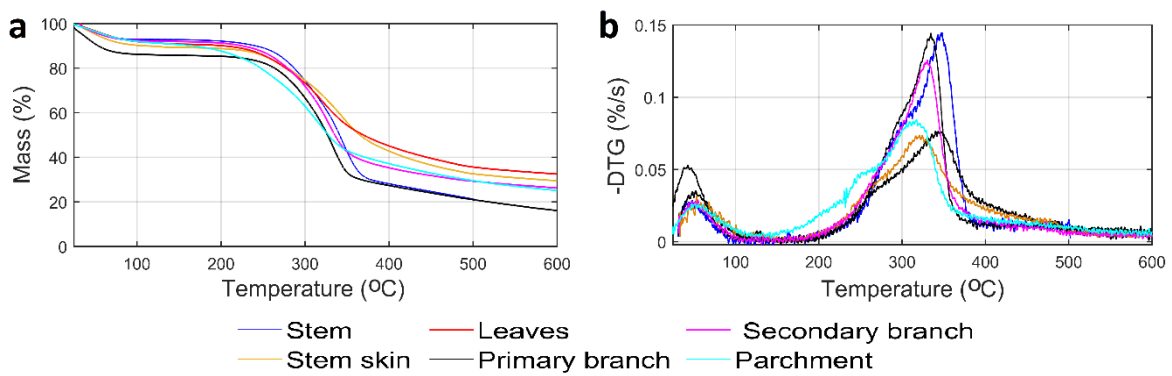 a
100
80
60
40
20
0
Mass (%)
100 200 300 400 500 600
Temperature (ºC)
b
0.15
0.1
0.05
0
-DTG (%/s)
100 200 300 400 500 600
Temperature (ºC)
Stem Leaves Secondary branch
Stem skin Primary branch Parchment